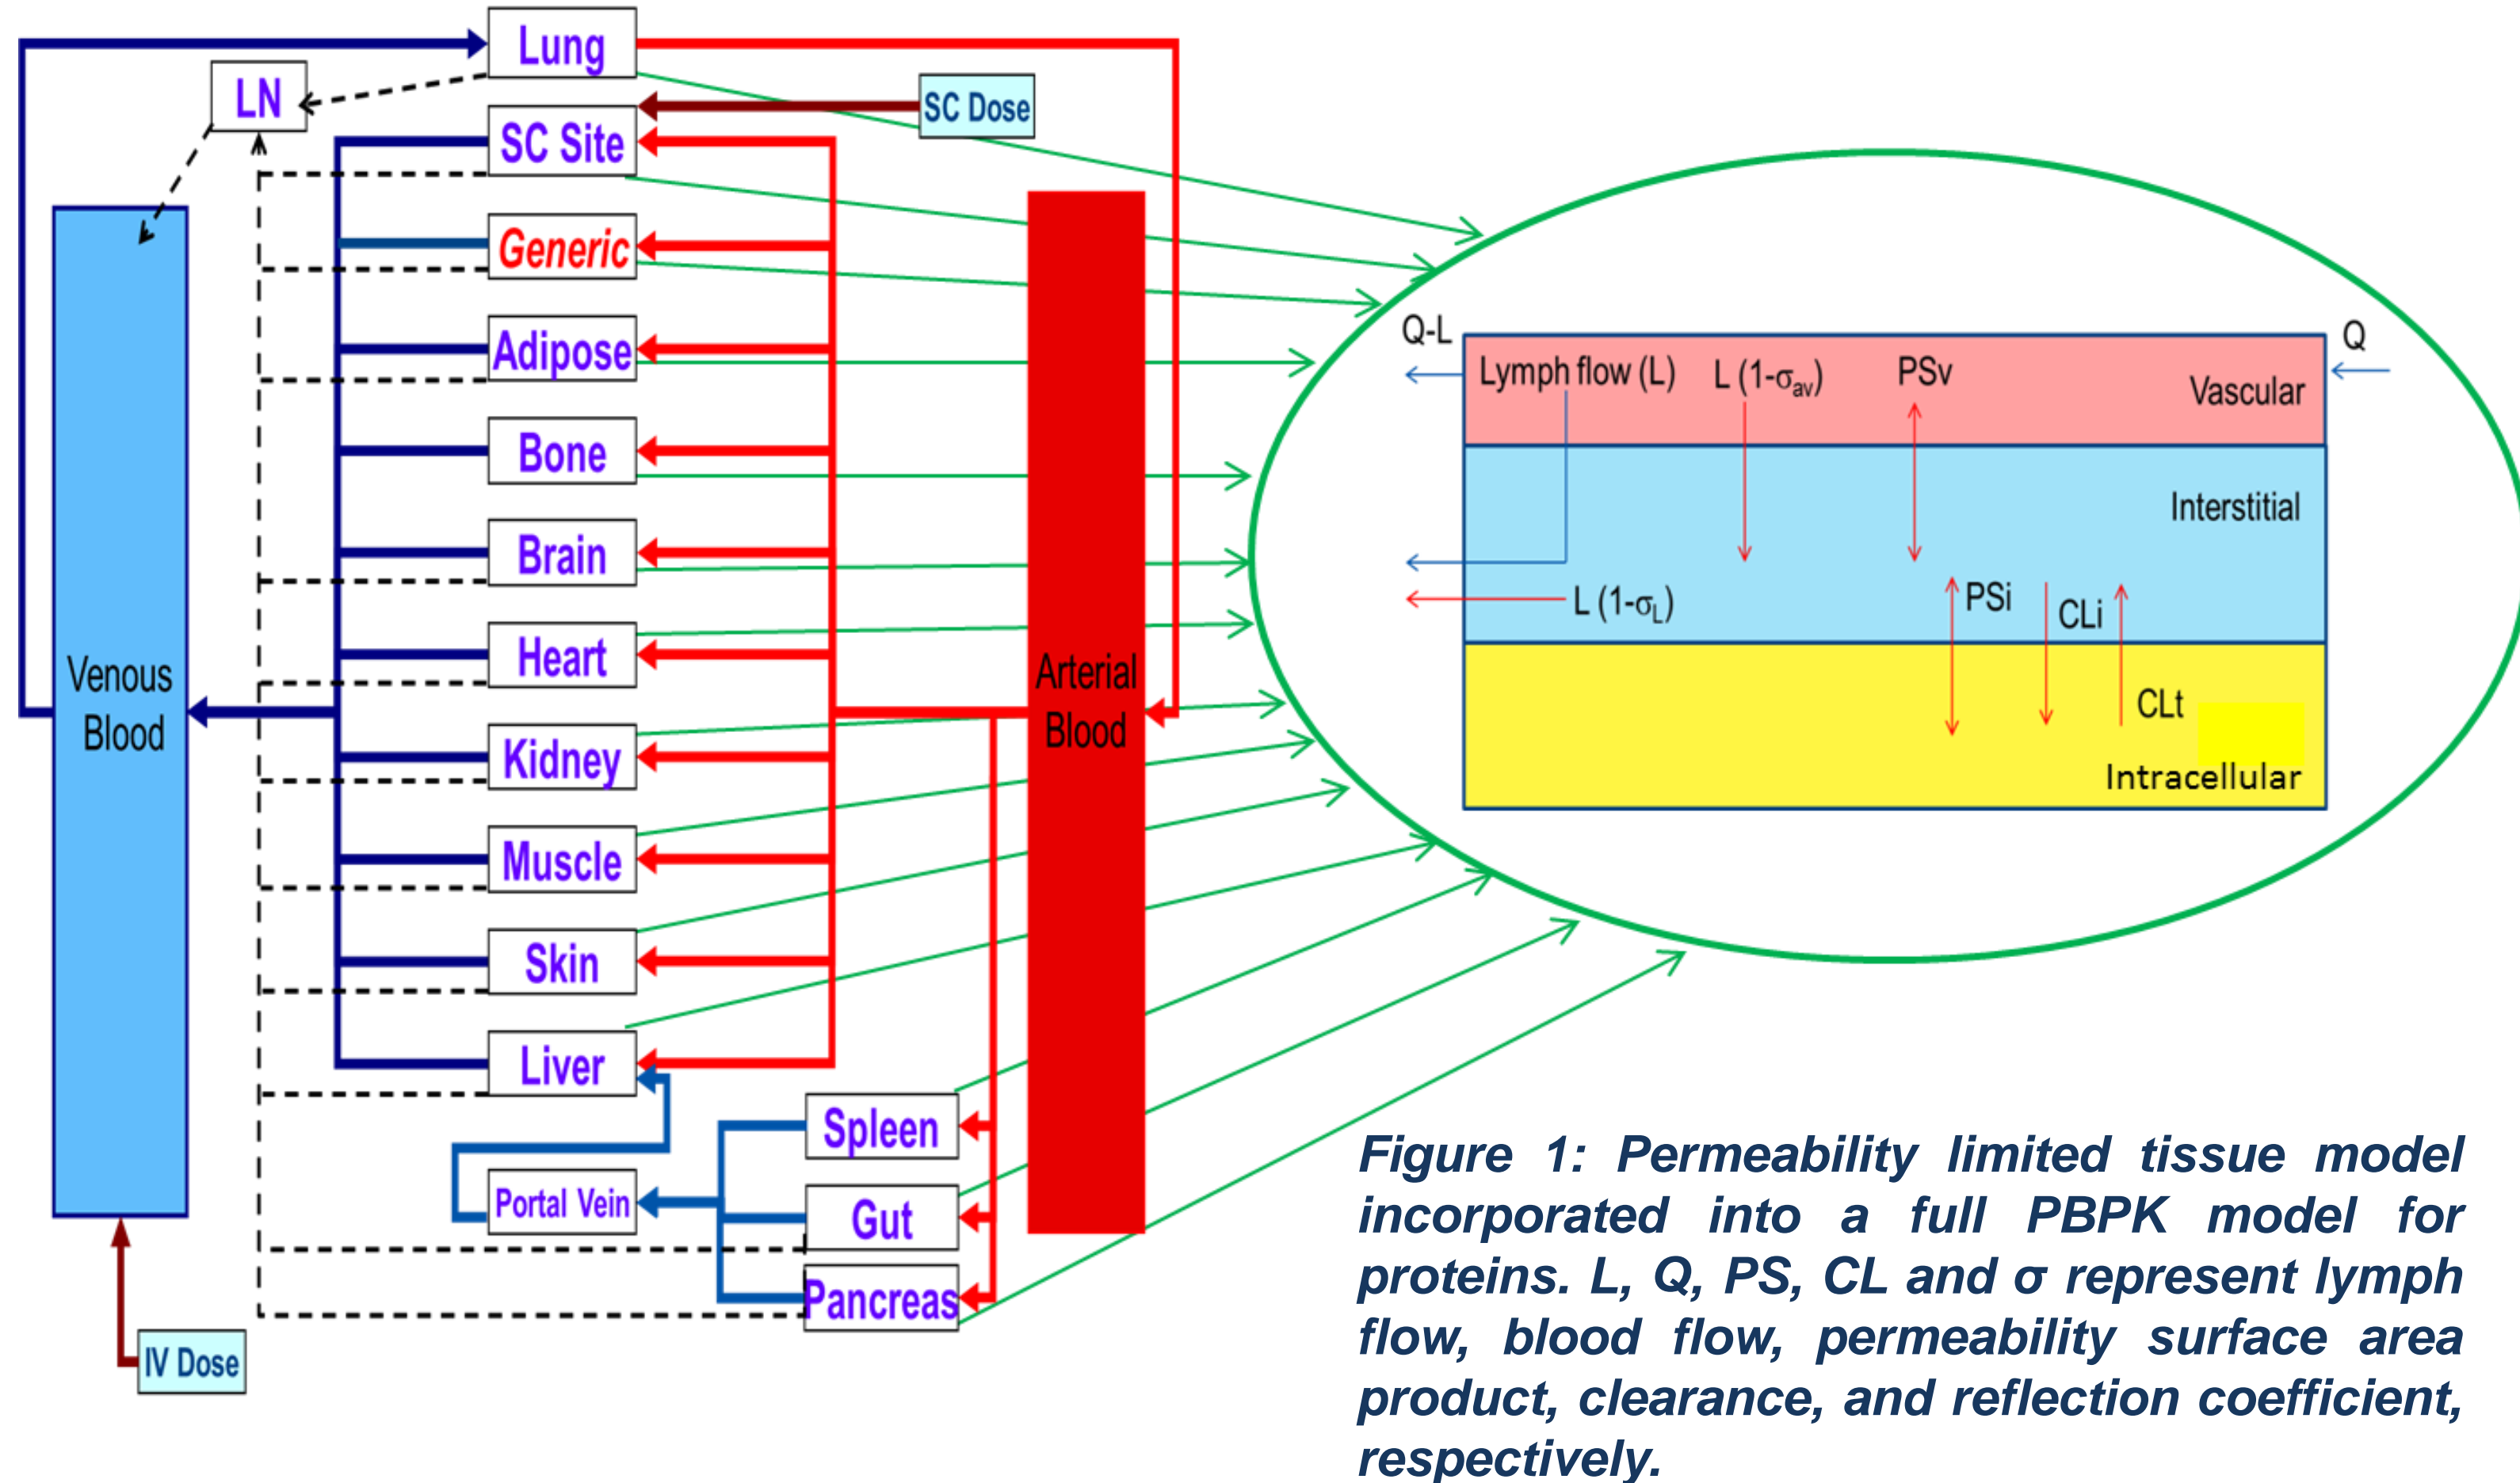 Lung
LN
SC Dose
SC Site
Generic
Adipose
Bone
Brain
Heart
Kidney
Muscle
Skin
Liver
Spleen
Portal Vein
Gut
Pancreas
Venous
Blood
IV Dose
Arterial
Blood
Q-L
Q
Lymph flow (L)
L (1-σav)
PSv
Vascular
Interstitial
L (1-σL)
PSi
CLi
CLt
Intracellular
Figure 1: Permeability limited tissue model
incorporated into a full PBPK model for
proteins. L, Q, PS, CL and σ represent lymph
flow, blood flow, permeability surface area
product, clearance, and reflection coefficient,
respectively.